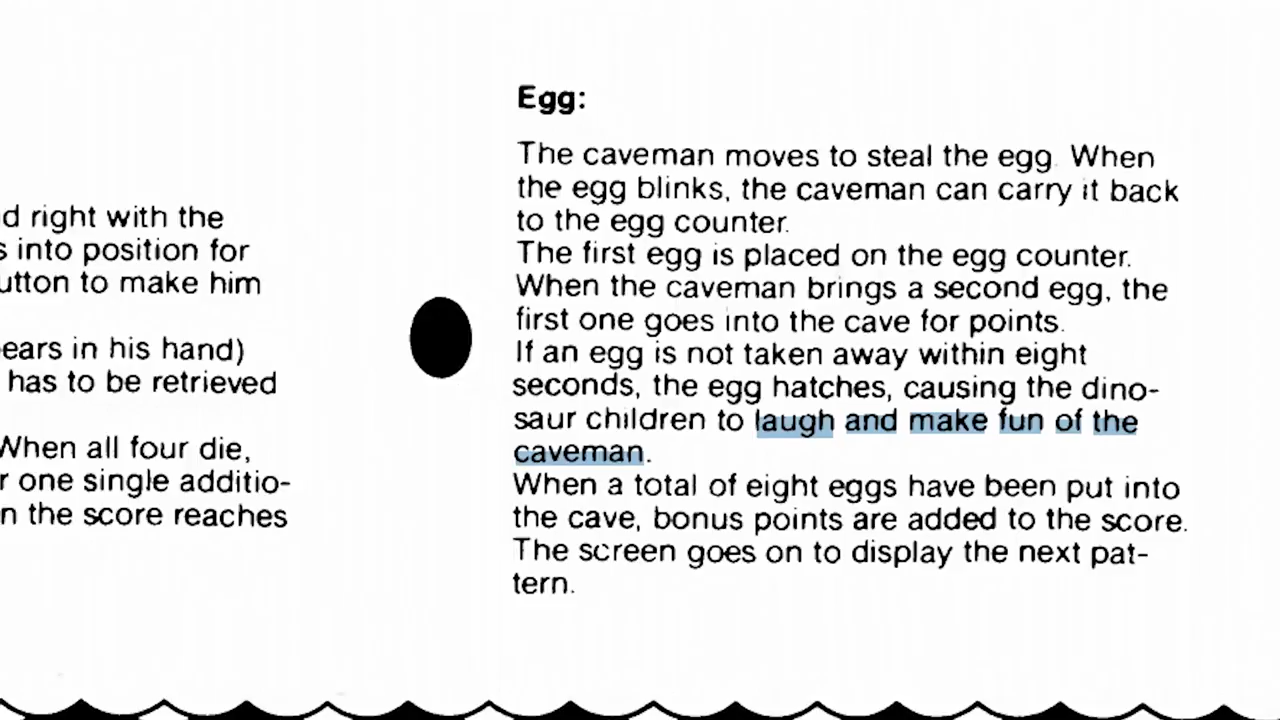 d right with the
s into position for
utton to make him
ears in his hand)
has to be retrieved
When all four die,
r one single additio-
n the score reaches
Egg:
The caveman moves to steal the egg. When
the egg blinks, the caveman can carry it back
to the egg counter.
The first egg is placed on the egg counter.
When the caveman brings a second egg, the
first one goes into the cave for points.
If an egg is not taken away within eight
seconds, the egg hatches, causing the dino-
saur children to laugh and make fun of the
caveman.
When a total of eight eggs have been put into
the cave, bonus points are added to the score.
The screen goes on to display the next pat-
tern.